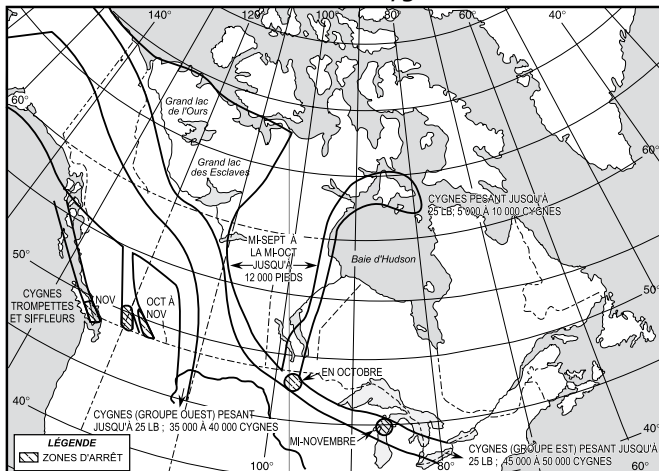 140°
120°
100°
80°
60°
40°
60°
50°
40°
60°
50°
40°
100°
80°
60°
Grand lac
de l'Ours
Grand lac
des Esclaves
CYGNES PESANT JUSQU'À
25 LB; 5 000 À 10 000 CYGNES
MI-SEPT À
LA MI-OCT
JUSQU'À
12 000 PIEDS
Baie d'Hudson
CYGNES
TROMPETTES
ET SIFFLEURS
NOV
OCT À
NOV
EN OCTOBRE
CYGNES (GROUPE OUEST) PESANT
JUSQU'À 25 LB ; 35 000 À 40 000 CYGNES
MI-NOVEMBRE
CYGNES (GROUPE EST) PESANT JUSQU'À
25 LB ; 45 000 À 50 000 CYGNES
LÉGENDE
ZONES D'ARRÊT